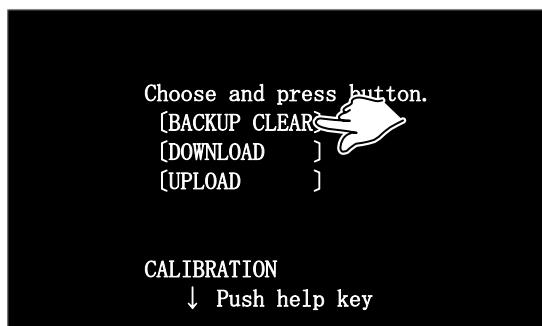 Choose and press button.
〔BACKUP CLEAR〕
〔DOWNLOAD 〕
〔UPLOAD 〕
CALIBRATION
↓ Push help key